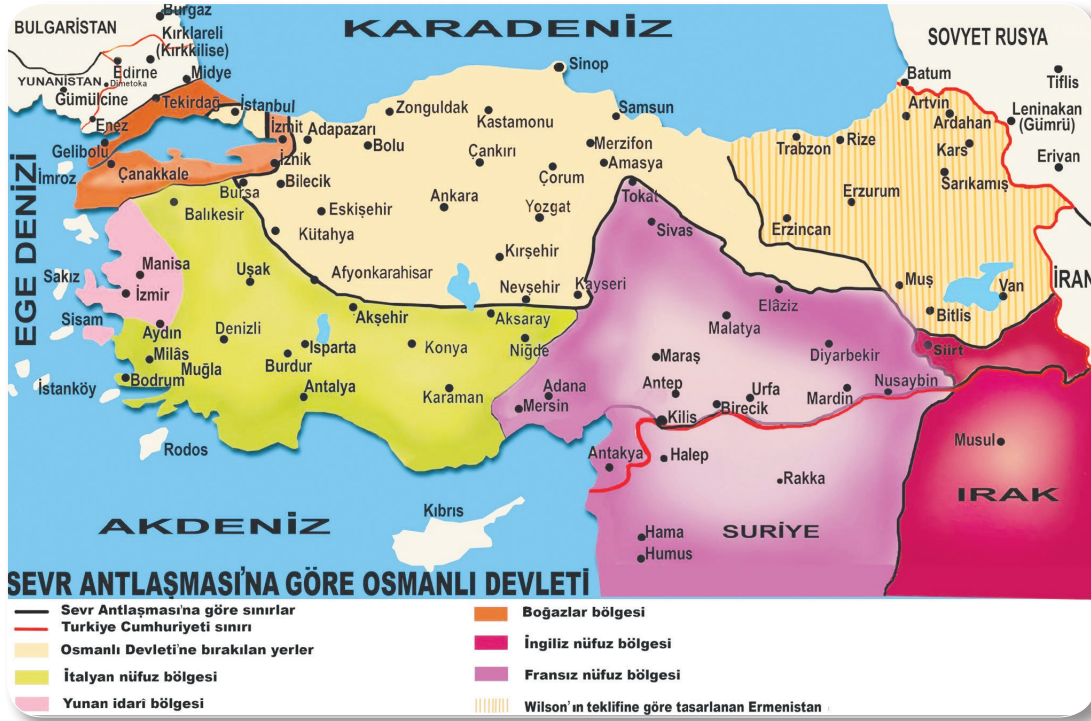 KARADENİZ
BULGARİSTAN
Burgaz
Kırklareli
(Kırkkilise)
Edirne
Dimetoka
YUNANİSTAN
Midye
Gümülcine
Enez
Tekirdağ
İstanbul
Gelibolu
İmroz
Çanakkale
İzmit
İznik
Adapazarı
Bolu
Zonguldak
Kastamonu
Sinop
Samsun
Merzifon
Amasya
Çankırı
Çorum
Bursa
Bilecik
Ankara
Tokat
Balıkesir
Eskişehir
Yozgat
Kütahya
Sivas
Kırşehir
SOVYET RUSYA
Batum
Tiflis
Artvin
Ardahan
Leninakan
(Gümrü)
Trabzon
Rize
Kars
Erivan
Sarıkamış
Erzurum
Erzincan
EGE DENİZİ
Sakız
Manisa
Uşak
Afyonkarahisar
Nevşehir
Kayseri
Elâziz
Muş
Van
İRAN
İzmir
Sisam
Aydın
Denizli
Akşehir
Aksaray
Malatya
Bitlis
Milâs
Muğla
Isparta
Burdur
Konya
Niğde
Maraş
Diyarbekir
Siirt
İstanköy
Bodrum
Antalya
Karaman
Adana
Mersin
Antep
Urfa
Birecik
Mardin
Nusaybin
Kilis
Rodos
Antakya
Halep
Rakka
Musul
IRAK
AKDENİZ
Kıbrıs
Hama
Humus
SURİYE
SEVR ANTLAŞMASI'NA GÖRE OSMANLI DEVLETİ
Sevr Antlaşması'na göre sınırlar
Turkiye Cumhuriyeti sınırı
Osmanlı Devleti'ne bırakılan yerler
İtalyan nüfuz bölgesi
Yunan idarî bölgesi
Boğazlar bölgesi
İngiliz nüfuz bölgesi
Fransız nüfuz bölgesi
Wilson'ın teklifine göre tasarlanan Ermenistan